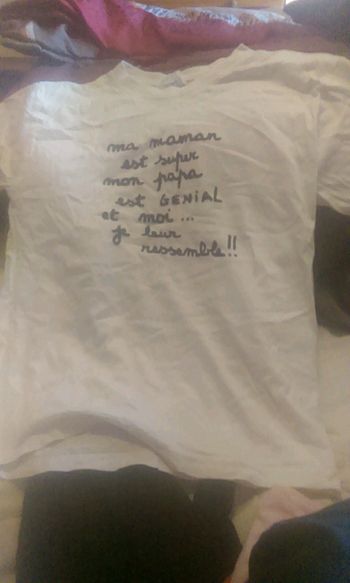 ma maman
est super
mon papa
est GENiAL
et moi...
je leur
ressemble!!